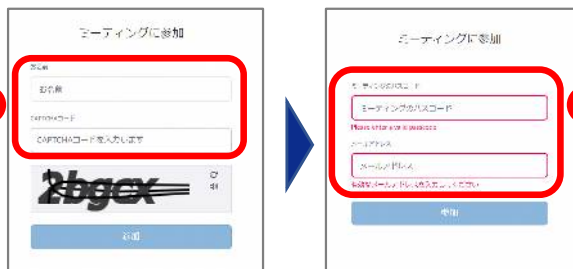 ミーティングに参加
お名前
お名前
CAPTCHAコード
CAPTCHAコードを入力します
2bgcx
参加
ミーティングに参加
ミーティングのパスコード
ミーティングのパスコード
Please enter a valid passcode
メールアドレス
メールアドレス
有効なメールアドレスを入力してください
参加